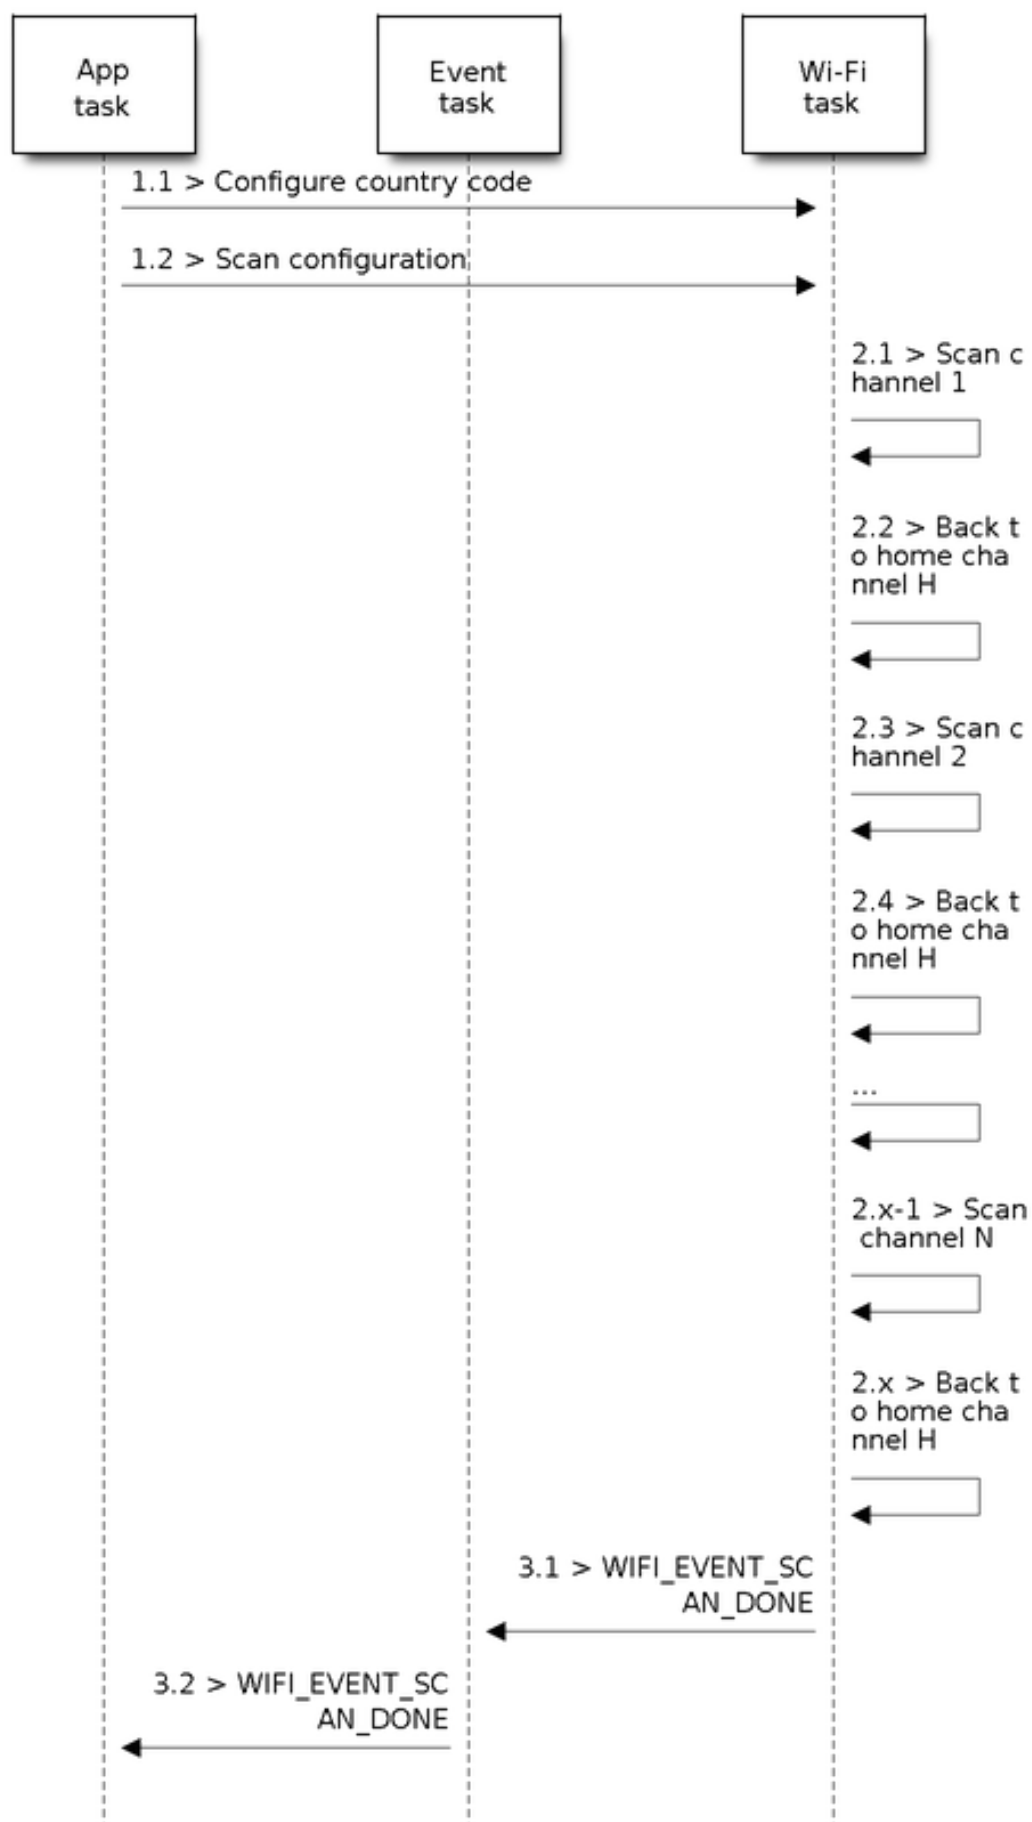 App
task
Event
task
Wi-Fi
task
1.1 > Configure country code
1.2 > Scan configuration
2.1 > Scan c
hannel 1
2.2 > Back t
o home cha
nnel H
2.3 > Scan c
hannel 2
2.4 > Back t
o home cha
nnel H
...
2.x-1 > Scan
channel N
2.x > Back t
o home cha
nnel H
3.1 > WIFI_EVENT_SC
AN_DONE
3.2 > WIFI_EVENT_SC
AN_DONE